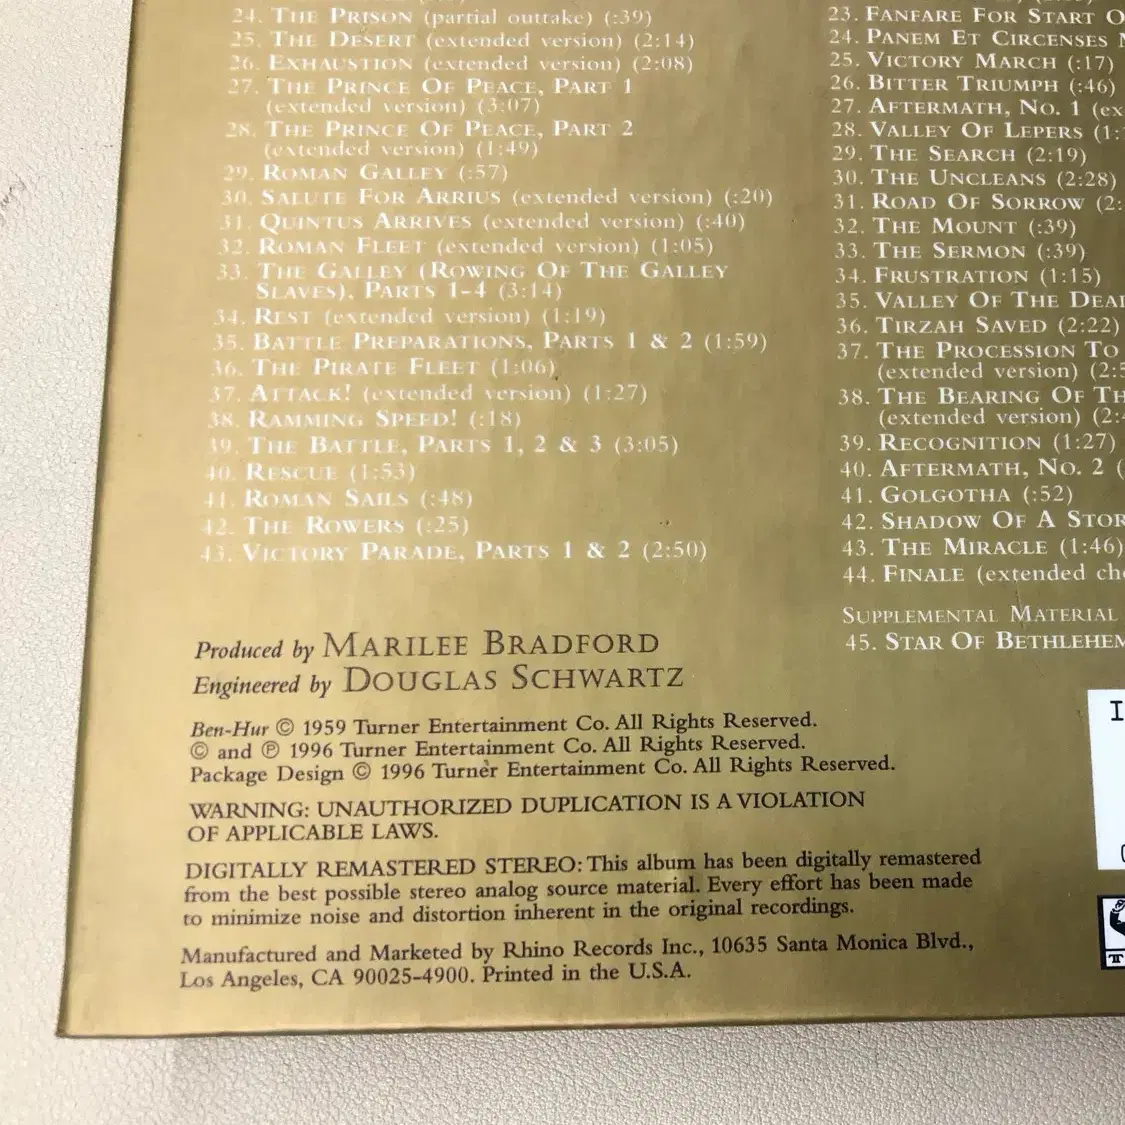 24. THE PRISON (partial outtake) (:39)
25. THE DESERT (extended version) (2:14)
26. EXHAUSTION (extended version) (2:08)
27. THE PRINCE OF PEACE, PART 1
(extended version) (3:07)
28. THE PRINCE OF PEACE, PART 2
(extended version) (1:49)
29. ROMAN GALLEY (:57)
30. SALUTE FOR ARRIUS (extended version) (:20)
31. QUINTUS ARRIVES (extended version) (:40)
32. ROMAN FLEET (extended version) (1:05)
33. THE GALLEY (ROWING OF THE GALLEY
SLAVES), PARTS 1-4 (3:14)
34. REST (extended version) (1:19)
35. BATTLE PREPARATIONS, PARTS 1 & 2 (1:59)
36. THE PIRATE FLEET (1:06)
37. ATTACK! (extended version) (1:27)
38. RAMMING SPEED! (:18)
39. THE BATTLE, PARTS 1, 2 & 3 (3:05)
40. RESCUE (1:53)
41. ROMAN SAILS (:48)
42. THE ROWERS (:25)
43. VICTORY PARADE, PARTS 1 & 2 (2:50)
23. FANFARE FOR START
24. PANEM ET CIRCENSES
25. VICTORY MARCH (:17)
26. BITTER TRIUMPH (:46)
27. AFTERMATH, NO. 1 (ex
28. VALLEY OF LEPERS (1:
29. THE SEARCH (2:19)
30. THE UNCLEANS (2:28)
31. ROAD OF SORROW (2:
32. THE MOUNT (:39)
33. THE SERMON (:39)
34. FRUSTRATION (1:15)
35. VALLEY OF THE DEA
36. TIRZAH SAVED (2:22)
37. THE PROCESSION TO
(extended version) (2:
38. THE BEARING OF TH
(extended version) (2:
39. RECOGNITION (1:27)
40. AFTERMATH, NO. 2 (
41. GOLGOTHA (:52)
42. SHADOW OF A STOR
43. THE MIRACLE (1:46)
44. FINALE (extended ch
SUPPLEMENTAL MATERIAL
45. STAR OF BETHLEHEM
Produced by MARILEE BRADFORD
Engineered by DOUGLAS SCHWARTZ
Ben-Hur © 1959 Turner Entertainment Co. All Rights Reserved.
© and ℗ 1996 Turner Entertainment Co. All Rights Reserved.
Package Design © 1996 Turner Entertainment Co. All Rights Reserved.
WARNING: UNAUTHORIZED DUPLICATION IS A VIOLATION
OF APPLICABLE LAWS.
DIGITALLY REMASTERED STEREO: This album has been digitally remastered
from the best possible stereo analog source material. Every effort has been made
to minimize noise and distortion inherent in the original recordings.
Manufactured and Marketed by Rhino Records Inc., 10635 Santa Monica Blvd.,
Los Angeles, CA 90025-4900. Printed in the U.S.A.